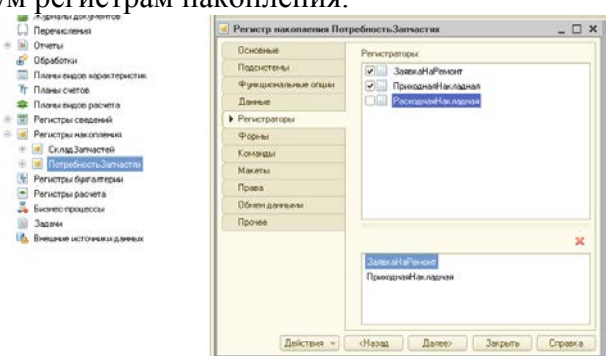 ум регистрам накопления.
Журналы документов
Перечисления
Отчеты
Обработки
Планы видов характеристик
Планы счетов
Планы видов расчета
Регистры сведений
Регистры накопления
СкладЗапчастей
ПотребностьЗапчастях
Регистры бухгалтерии
Регистры расчета
Бизнес-процессы
Задачи
Внешние источники данных
Регистр накопления ПотребностьЗапчастях
Основные
Подсистемы
Функциональные опции
Данные
Регистраторы
Формы
Команды
Макеты
Права
Обмен данными
Прочее
Регистраторы:
ЗаявкаНаРемонт
ПриходнаяНакладная
РасходнаяНакладная
ЗаявкаНаРемонт
ПриходнаяНакладная
Действия
<Назад
Далее>
Закрыть
Справка